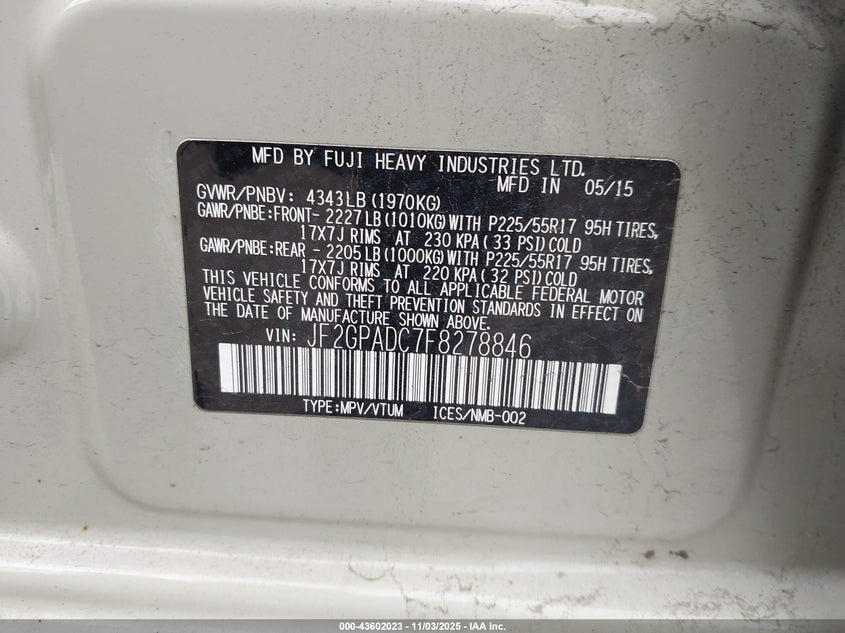 MFD BY FUJI HEAVY INDUSTRIES LTD.
MFD IN 05/15
GVWR/PNBV: 4343LB (1970KG)
GAWR/PNBE:FRONT- 2227LB (1010KG) WITH P225/55R17 95H TIRES,
17X7J RIMS AT 230 KPA (33 PSI) COLD
GAWR/PNBE:REAR - 2205LB (1000KG) WITH P225/55R17 95H TIRES,
17X7J RIMS AT 220 KPA (32 PSI) COLD
THIS VEHICLE CONFORMS TO ALL APPLICABLE FEDERAL MOTOR
VEHICLE SAFETY AND THEFT PREVENTION STANDARDS IN EFFECT ON
THE DATE OF MANUFACTURE SHOWN ABOVE.
VIN: JF2GPADC7F8278846
TYPE:MPV/VTUM ICES/NMB-002
000-43602023 - 11/03/2025 - IAA Inc.